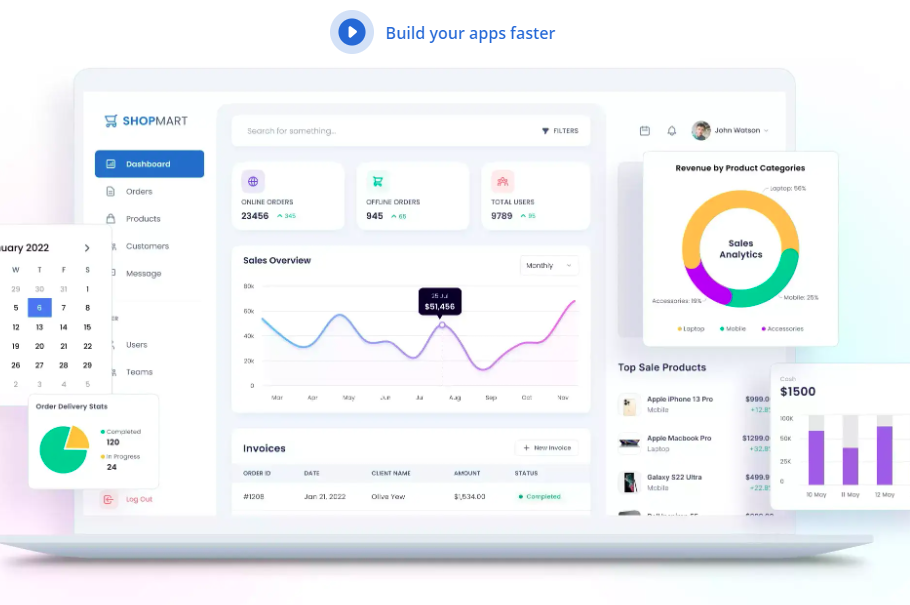 Build your apps faster
SHOPMART
Search for something...
FILTERS
John Watson
Dashboard
Orders
Products
Customers
Message
Users
Teams
Log Out
ONLINE ORDERS
23456 345
OFFLINE ORDERS
945 65
TOTAL USERS
9789 95
Sales Overview
Monthly
80k
60k
40k
20k
0
25 Jul
$51,456
Mar Apr May Jun Jul Aug Sep Oct Nov
Invoices
+ New Invoice
ORDER ID DATE CLIENT NAME AMOUNT STATUS
#1208 Jan 21, 2022 Olive Yew $1,534.00 Completed
uary 2022
W T F S
29 30 31 1
5 6 7 8
12 13 14 15
19 20 21 22
26 27 28 29
2 3 4 5
Order Delivery Stats
Completed
120
In Progress
24
Revenue by Product Categories
Laptop: 56%
Sales
Analytics
Accessories: 19%
Mobile: 25%
Laptop Mobile Accessories
Top Sale Products
Apple iPhone 13 Pro $999.0
Mobile +12.8
Apple Macbook Pro $1299.0
Laptop +32.8
Galaxy S22 Ultra $499.9
Mobile +22.8
Cash
$1500
100K
50K
25K
0
10 May 11 May 12 May